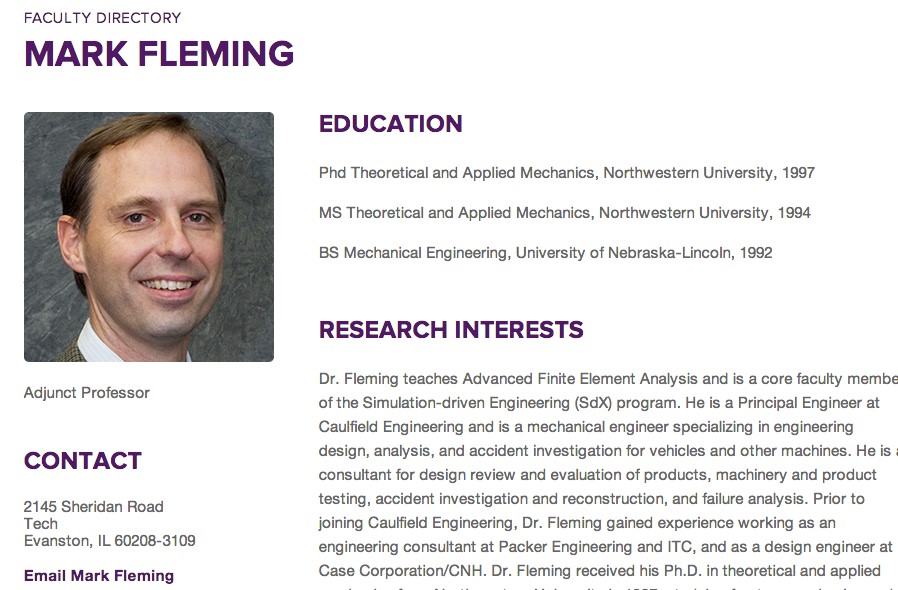 FACULTY DIRECTORY
MARK FLEMING
Adjunct Professor
CONTACT
2145 Sheridan Road
Tech
Evanston, IL 60208-3109
Email Mark Fleming
EDUCATION
Phd Theoretical and Applied Mechanics, Northwestern University, 1997
MS Theoretical and Applied Mechanics, Northwestern University, 1994
BS Mechanical Engineering, University of Nebraska-Lincoln, 1992
RESEARCH INTERESTS
Dr. Fleming teaches Advanced Finite Element Analysis and is a core faculty membe
of the Simulation-driven Engineering (SdX) program. He is a Principal Engineer at
Caulfield Engineering and is a mechanical engineer specializing in engineering
design, analysis, and accident investigation for vehicles and other machines. He is
consultant for design review and evaluation of products, machinery and product
testing, accident investigation and reconstruction, and failure analysis. Prior to
joining Caulfield Engineering, Dr. Fleming gained experience working as an
engineering consultant at Packer Engineering and ITC, and as a design engineer at
Case Corporation/CNH. Dr. Fleming received his Ph.D. in theoretical and applied